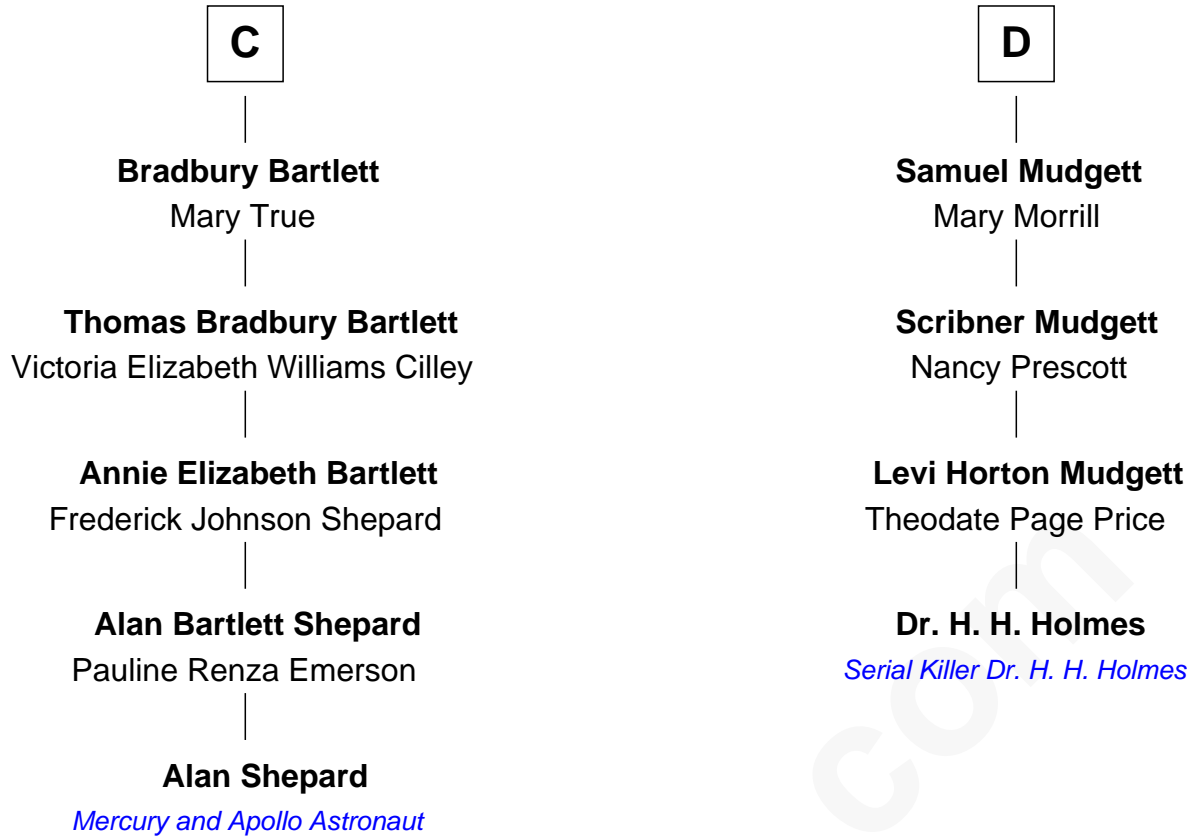 C
Bradbury Bartlett
Mary True
Thomas Bradbury Bartlett
Victoria Elizabeth Williams Cilley
Annie Elizabeth Bartlett
Frederick Johnson Shepard
Alan Bartlett Shepard
Pauline Renza Emerson
Alan Shepard
Mercury and Apollo Astronaut
D
Samuel Mudgett
Mary Morrill
Scribner Mudgett
Nancy Prescott
Levi Horton Mudgett
Theodate Page Price
Dr. H. H. Holmes
Serial Killer Dr. H. H. Holmes
com